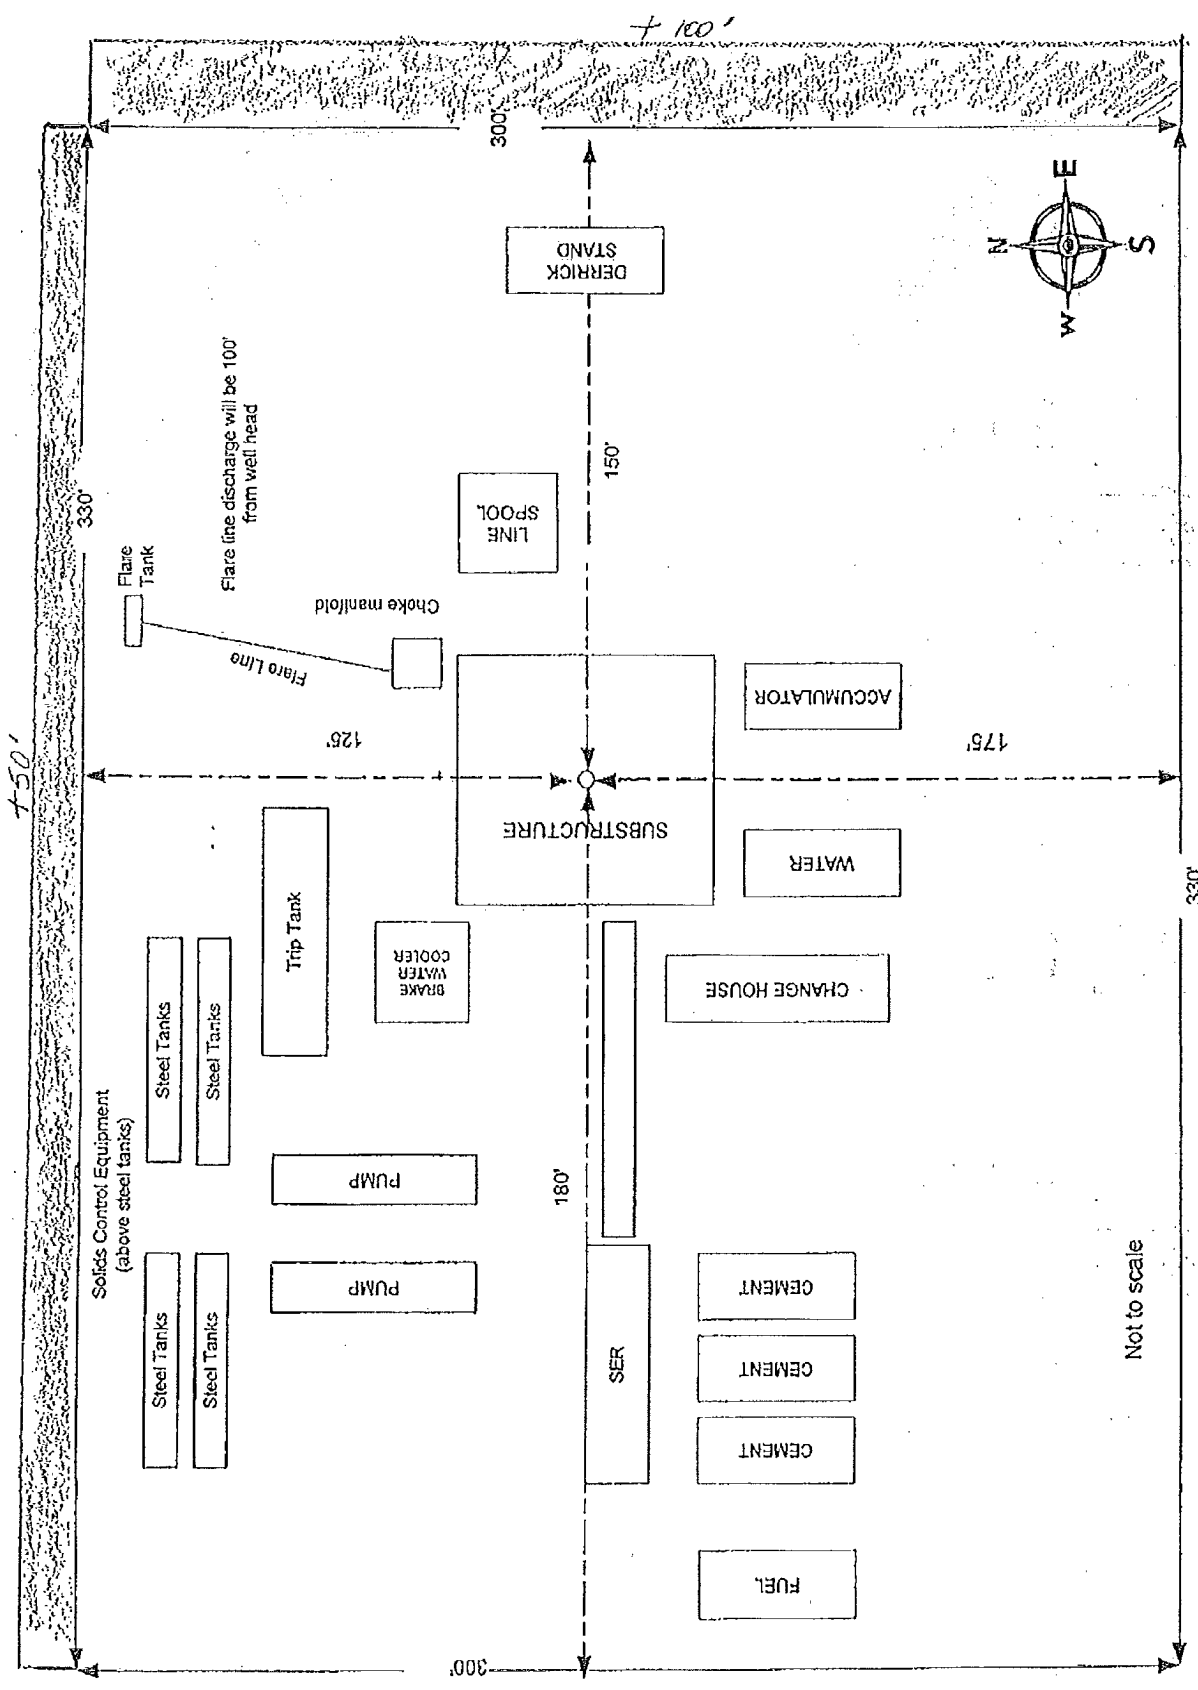 + 100'
300'
+50'
330'
Flare
Tank
Flare line discharge will be 100'
from well head
Choke manifold
Flare Line
LINE
SPOOL
DERRICK
STAND
150'
N
E
S
W
125'
SUBSTRUCTURE
ACCUMULATOR
175'
WATER
330'
Trip Tank
BRAKE
WATER
COOLER
CHANGE HOUSE
Steel Tanks
Steel Tanks
Solids Control Equipment
(above steel tanks)
PUMP
PUMP
180'
Steel Tanks
Steel Tanks
SER
CEMENT
CEMENT
CEMENT
FUEL
Not to scale
300'